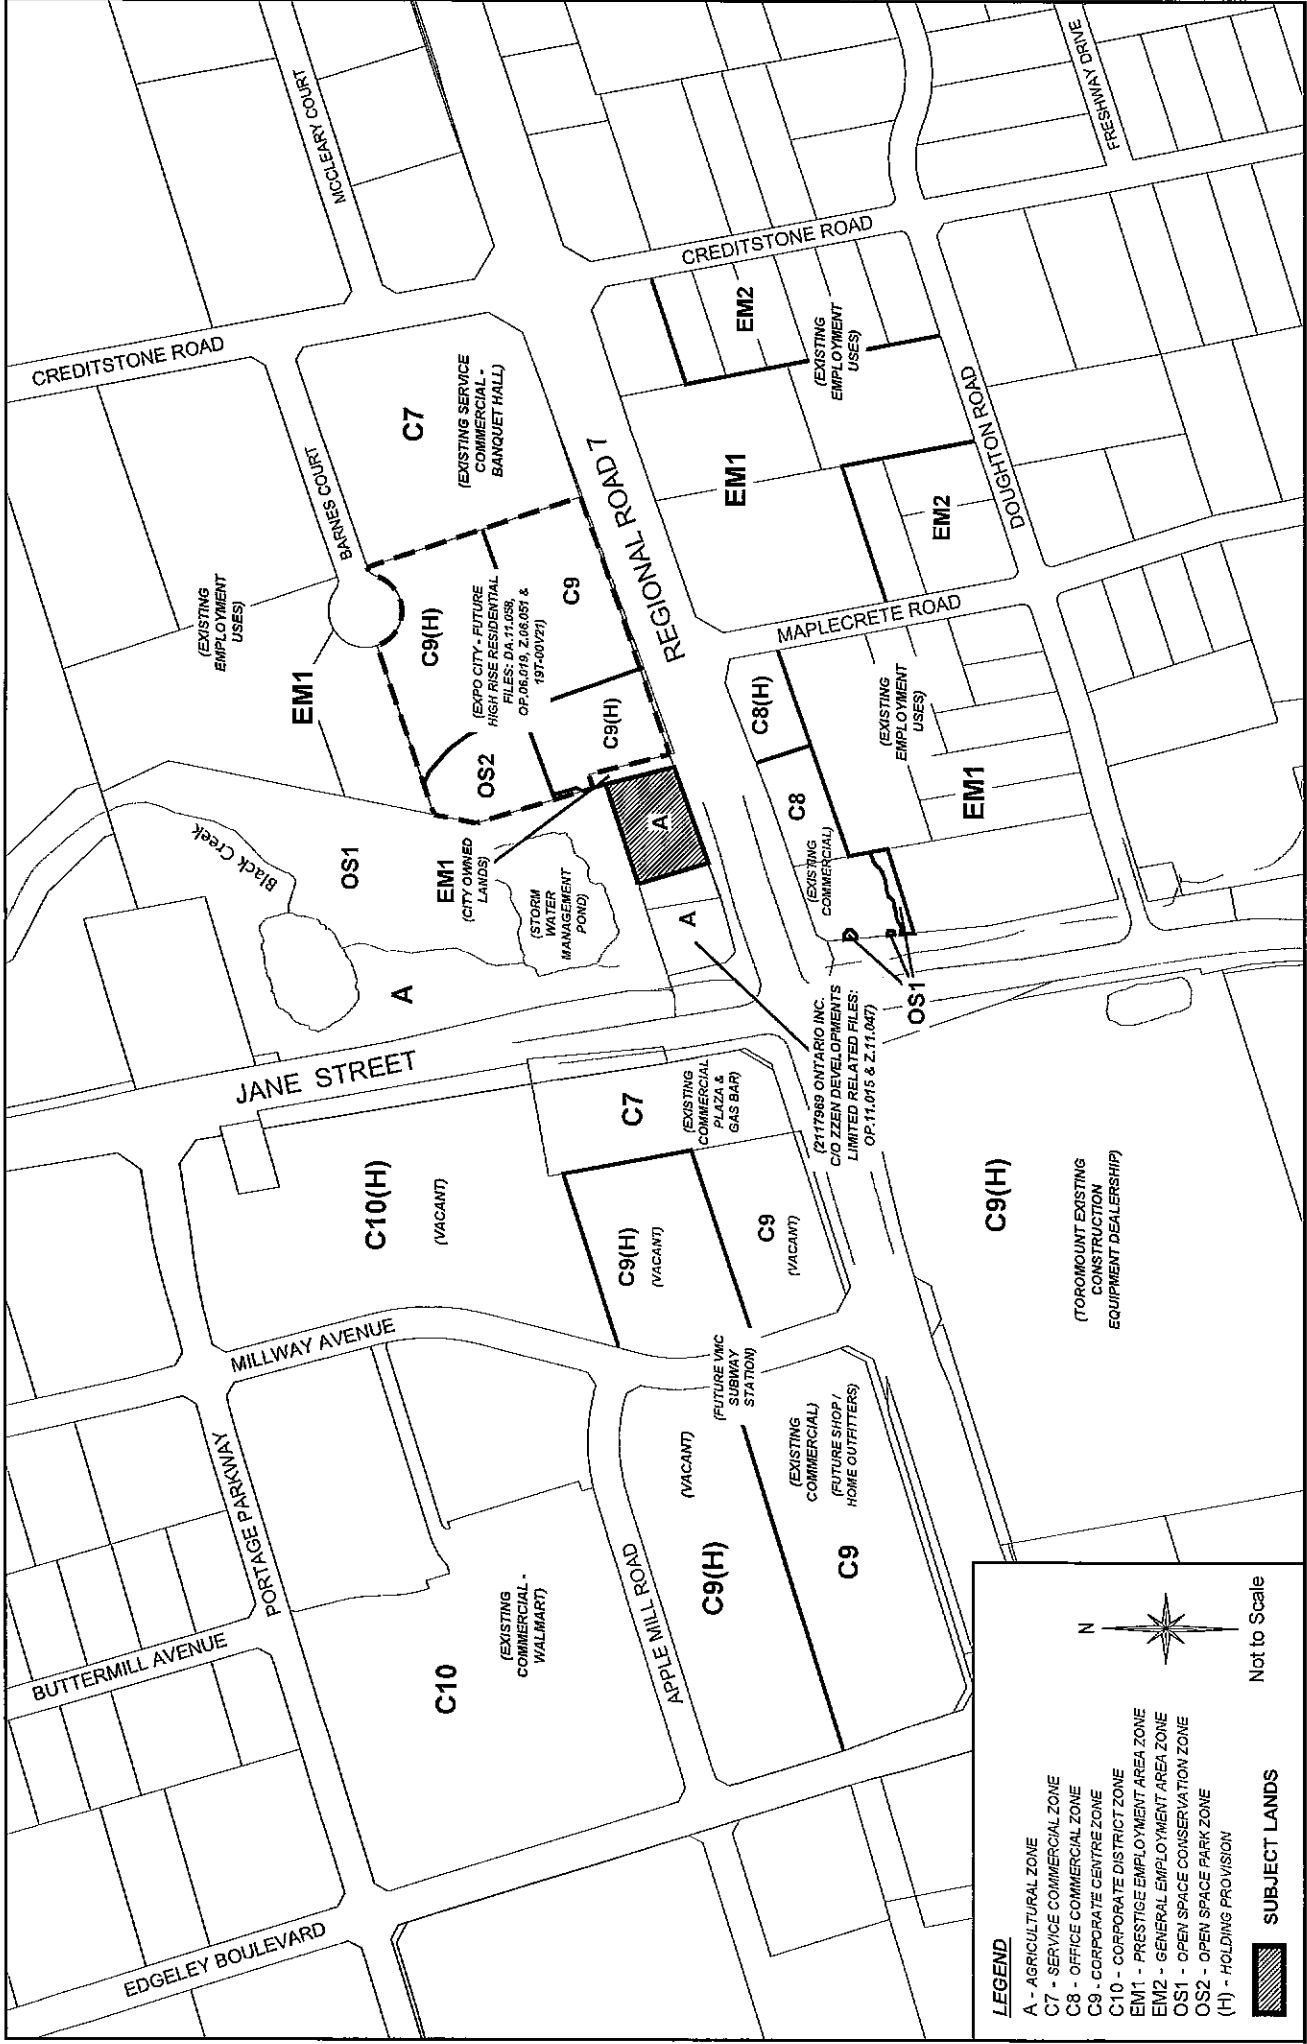 EDGELEY BOULEVARD
BUTTERMILL AVENUE
PORTAGE PARKWAY
MILLWAY AVENUE
APPLE MILL ROAD
JANE STREET
CREDITSTONE ROAD
MCCLEARY COURT
BARNES COURT
REGIONAL ROAD 7
CREDITSTONE ROAD
MAPLECRETE ROAD
DOUGHTON ROAD
FRESHWAY DRIVE
Black Creek
C10
(EXISTING
COMMERCIAL -
WALMART)
C10(H)
(VACANT)
C9(H)
(VACANT)
C9
(EXISTING
COMMERCIAL)
(FUTURE SHOP /
HOME OUTFITTERS)
(FUTURE VMC
SUBWAY
STATION)
C9(H)
(VACANT)
C9
(VACANT)
C7
(EXISTING
COMMERCIAL
PLAZA &
GAS BAR)
C9(H)
(TOROMOUNT EXISTING
CONSTRUCTION
EQUIPMENT DEALERSHIP)
A
OS1
(STORM
WATER
MANAGEMENT
POND)
EM1
(CITY OWNED
LANDS)
A
A
(2117969 ONTARIO INC.
C/O ZZEN DEVELOPMENTS
LIMITED RELATED FILES:
OP.11.015 & Z.11.047)
OS1
EM1
(EXISTING
EMPLOYMENT
USES)
OS2
C9(H)
C9(H)
C9
(EXPO CITY - FUTURE
HIGH RISE RESIDENTIAL
FILES: DA.11.058,
OP.06.019, Z.06.051 &
19T-00V21)
C7
(EXISTING SERVICE
COMMERCIAL -
BANQUET HALL)
C8
(EXISTING
COMMERCIAL)
C8(H)
EM1
(EXISTING
EMPLOYMENT
USES)
EM1
EM2
EM2
(EXISTING
EMPLOYMENT
USES)
LEGEND
A - AGRICULTURAL ZONE
C7 - SERVICE COMMERCIAL ZONE
C8 - OFFICE COMMERCIAL ZONE
C9 - CORPORATE CENTRE ZONE
C10 - CORPORATE DISTRICT ZONE
EM1 - PRESTIGE EMPLOYMENT AREA ZONE
EM2 - GENERAL EMPLOYMENT AREA ZONE
OS1 - OPEN SPACE CONSERVATION ZONE
OS2 - OPEN SPACE PARK ZONE
(H) - HOLDING PROVISION
SUBJECT LANDS
N
Not to Scale